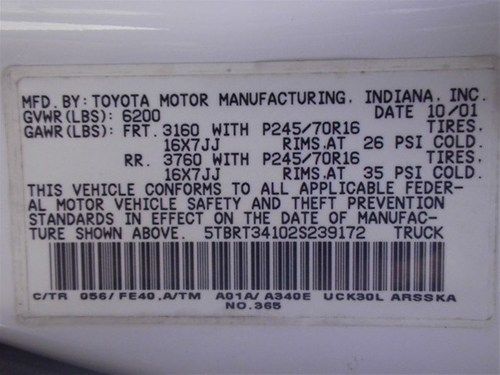 MFD. BY: TOYOTA MOTOR MANUFACTURING, INDIANA, INC.
GVWR(LBS): 6200 DATE 10/01
GAWR(LBS): FRT. 3160 WITH P245/70R16 TIRES,
16X7JJ RIMS,AT 26 PSI COLD
RR. 3760 WITH P245/70R16 TIRES,
16X7JJ RIMS,AT 35 PSI COLD
THIS VEHICLE CONFORMS TO ALL APPLICABLE FEDER-
AL MOTOR VEHICLE SAFETY AND THEFT PREVENTION
STANDARDS IN EFFECT ON THE DATE OF MANUFAC-
TURE SHOWN ABOVE. 5TBRT34102S239172 TRUCK
C/TR 056/FE40,A/TM A01A/A340E UCK30L ARSSKA
NO.365